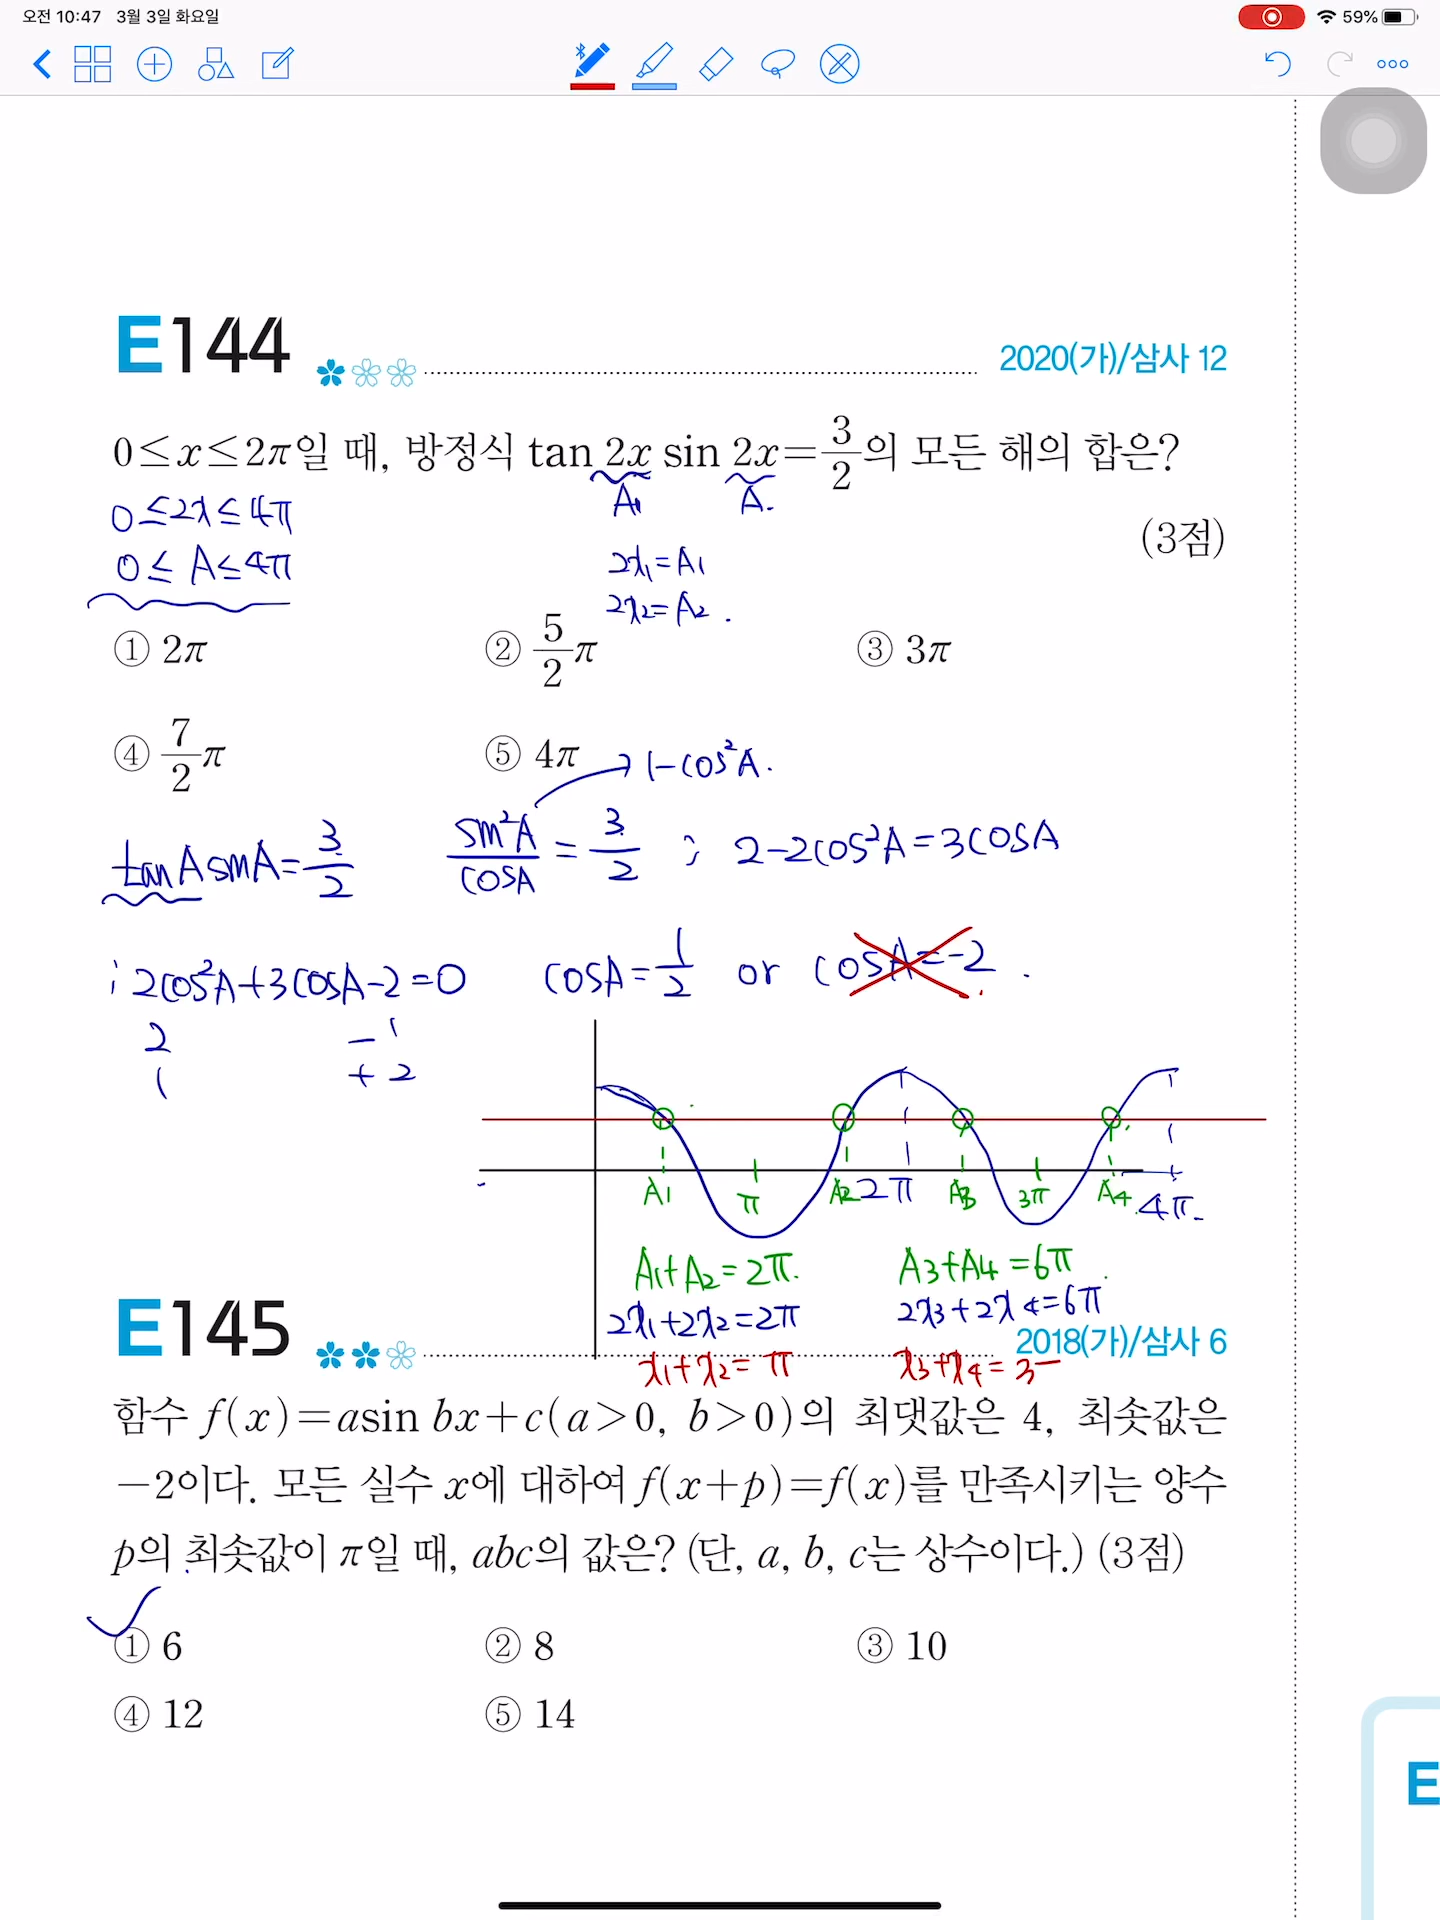 오전 10:47 3월 3일 화요일
59%
E144
2020(가)/삼사 12
0≤x≤2π일 때, 방정식 tan 2x sin 2x=3/2의 모든 해의 합은?
A₁ A.
0≤2x≤4π
(3점)
0≤A≤4π
2x₁=A₁
2x₂=A₂.
① 2π ② 5/2π ③ 3π
④ 7/2π ⑤ 4π
1-cos²A.
tanA sinA=3/2 sin²A/cosA=3/2 ; 2-2cos²A=3cosA
; 2cos²A+3cosA-2=0 cosA=1/2 or cosA=-2.
2 -1
1 +2
A₁ π A2 2π A3 3π A4 4π
A₁+A₂=2π. A₃+A₄=6π.
2x₁+2x₂=2π 2x₃+2x₄=6π
E145
2018(가)/삼사 6
x₁+x₂=π x₃+x₄=3
함수 f(x)=asin bx+c(a>0, b>0)의 최댓값은 4, 최솟값은
-2이다. 모든 실수 x에 대하여 f(x+p)=f(x)를 만족시키는 양수
p의 최솟값이 π일 때, abc의 값은? (단, a, b, c는 상수이다.) (3점)
① 6 ② 8 ③ 10
④ 12 ⑤ 14
E